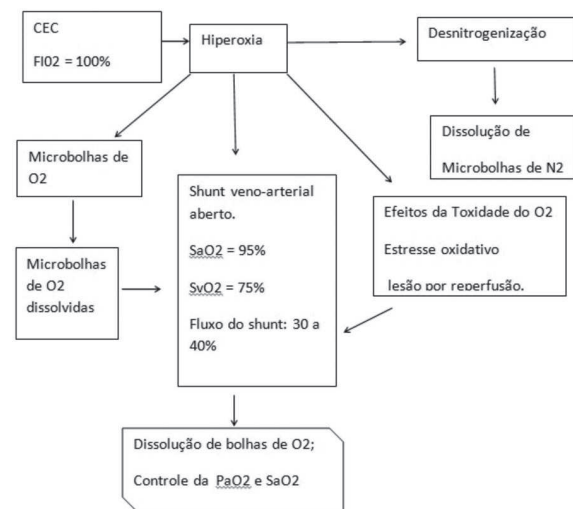 CEC
FI02 = 100%
Hiperoxia
Desnitrogenização
Dissolução de
Microbolhas de N2
Microbolhas de
O2
Shunt veno-arterial
aberto.
SaO2 = 95%
SvO2 = 75%
Fluxo do shunt: 30 a
40%
Efeitos da Toxidade do O2
Estresse oxidativo
lesão por reperfusão.
Microbolhas
de O2
dissolvidas
Dissolução de bolhas de O2;
Controle da PaO2 e SaO2